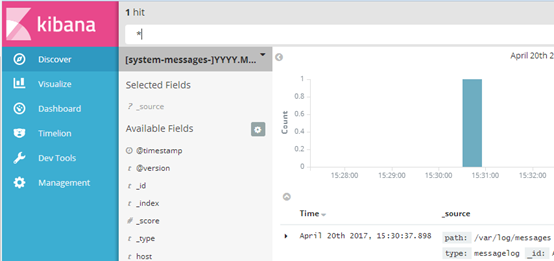 kibana
1 hit
*
Discover
Visualize
Dashboard
Timelion
Dev Tools
Management
[system-messages-]YYYY.M...
Selected Fields
? _source
Available Fields
@timestamp
t @version
t _id
t _index
# _score
t _type
t host
April 20th 2
Count
1
0.8
0.6
0.4
0.2
0
15:28:00 15:29:00 15:30:00 15:31:00 15:32:00
Time _source
April 20th 2017, 15:30:37.898 path: /var/log/messages
type: messagelog _id: